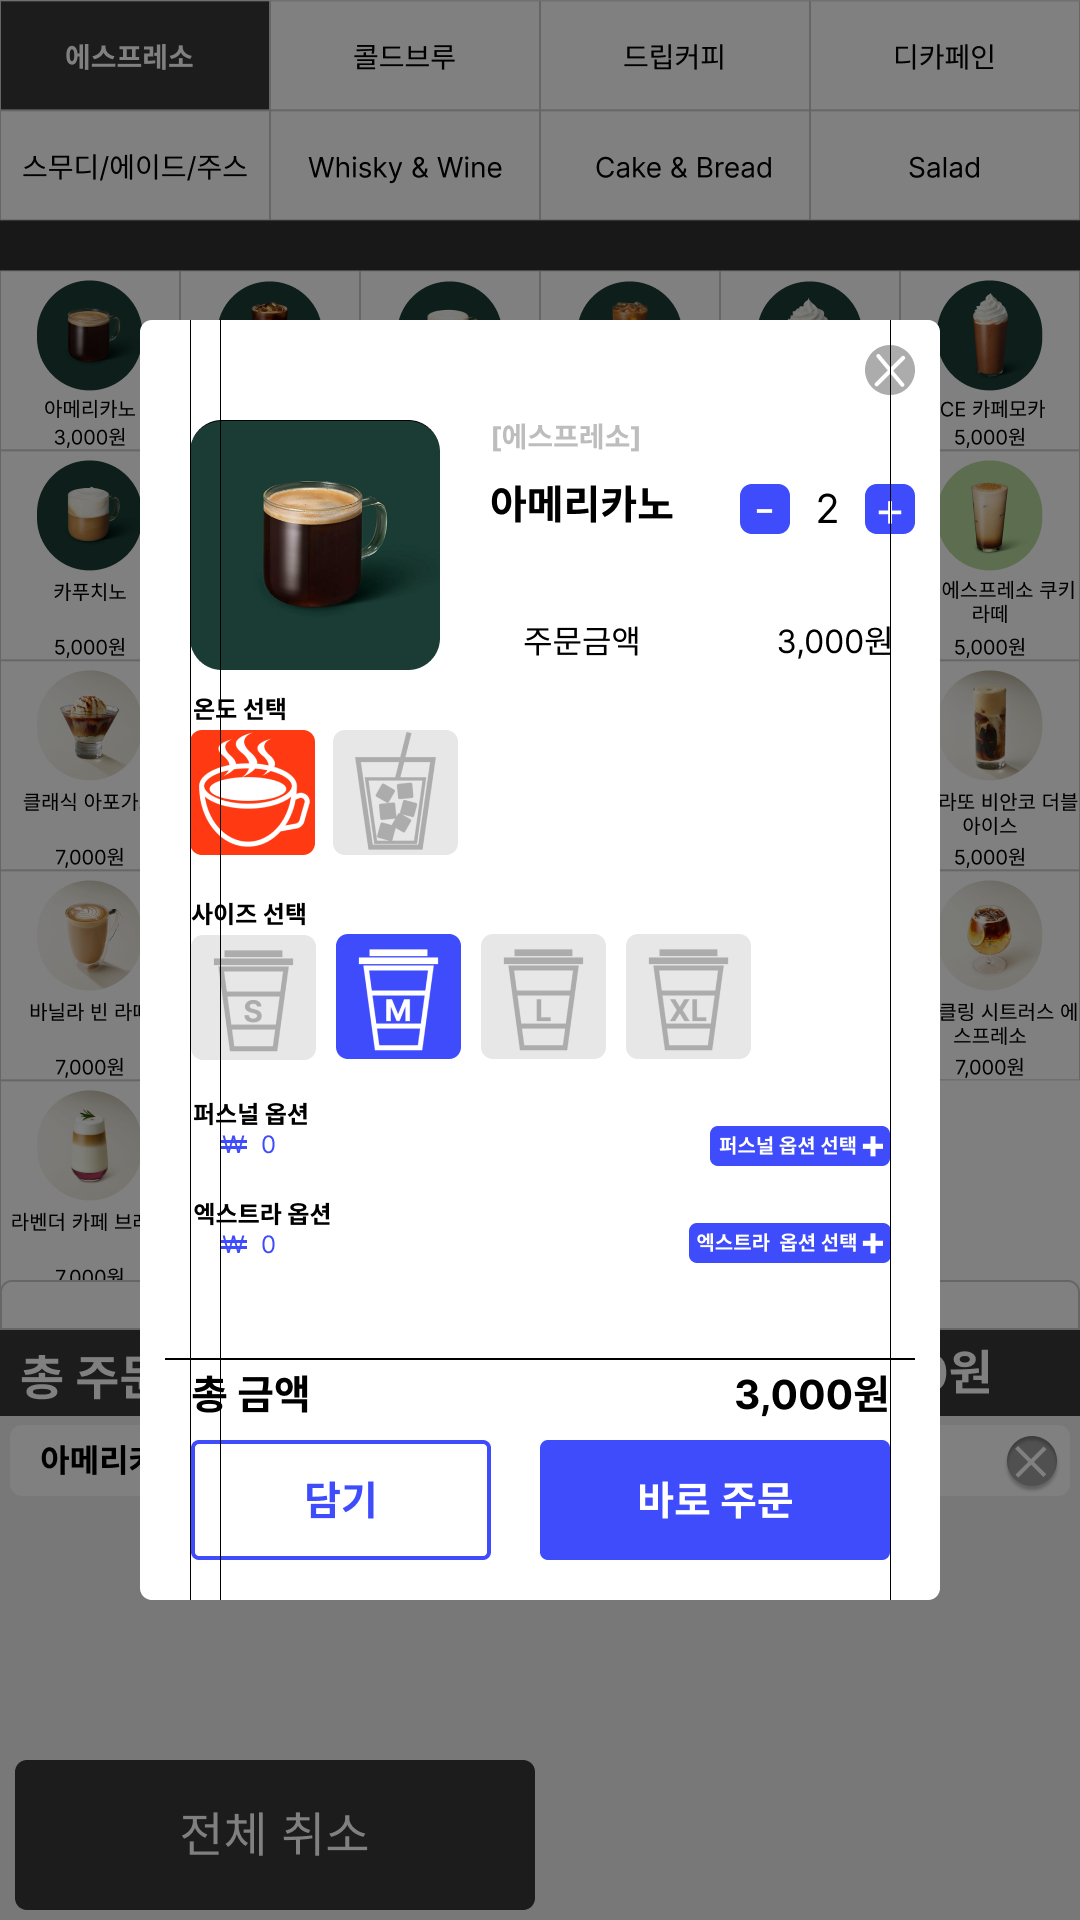 에스프레소 콜드브루 드립커피 디카페인
스무디/에이드/주스 Whisky & Wine Cake & Bread Salad
아메리카노
3,000원
CE 카페모카
5,000원
카푸치노
5,000원
에스프레소 쿠키
라떼
5,000원
클래식 아포가
7,000원
라또 비안코 더블
아이스
5,000원
바닐라 빈 라
7,000원
클링 시트러스 에
스프레소
7,000원
라벤더 카페 브
7,000원
[에스프레소]
아메리카노 - 2 +
주문금액 3,000원
온도 선택
사이즈 선택
S M L XL
퍼스널 옵션
₩ 0 퍼스널 옵션 선택 +
엑스트라 옵션
₩ 0 엑스트라 옵션 선택 +
총 금액 3,000원
담기 바로 주문
총 주문 원
아메리
전체 취소